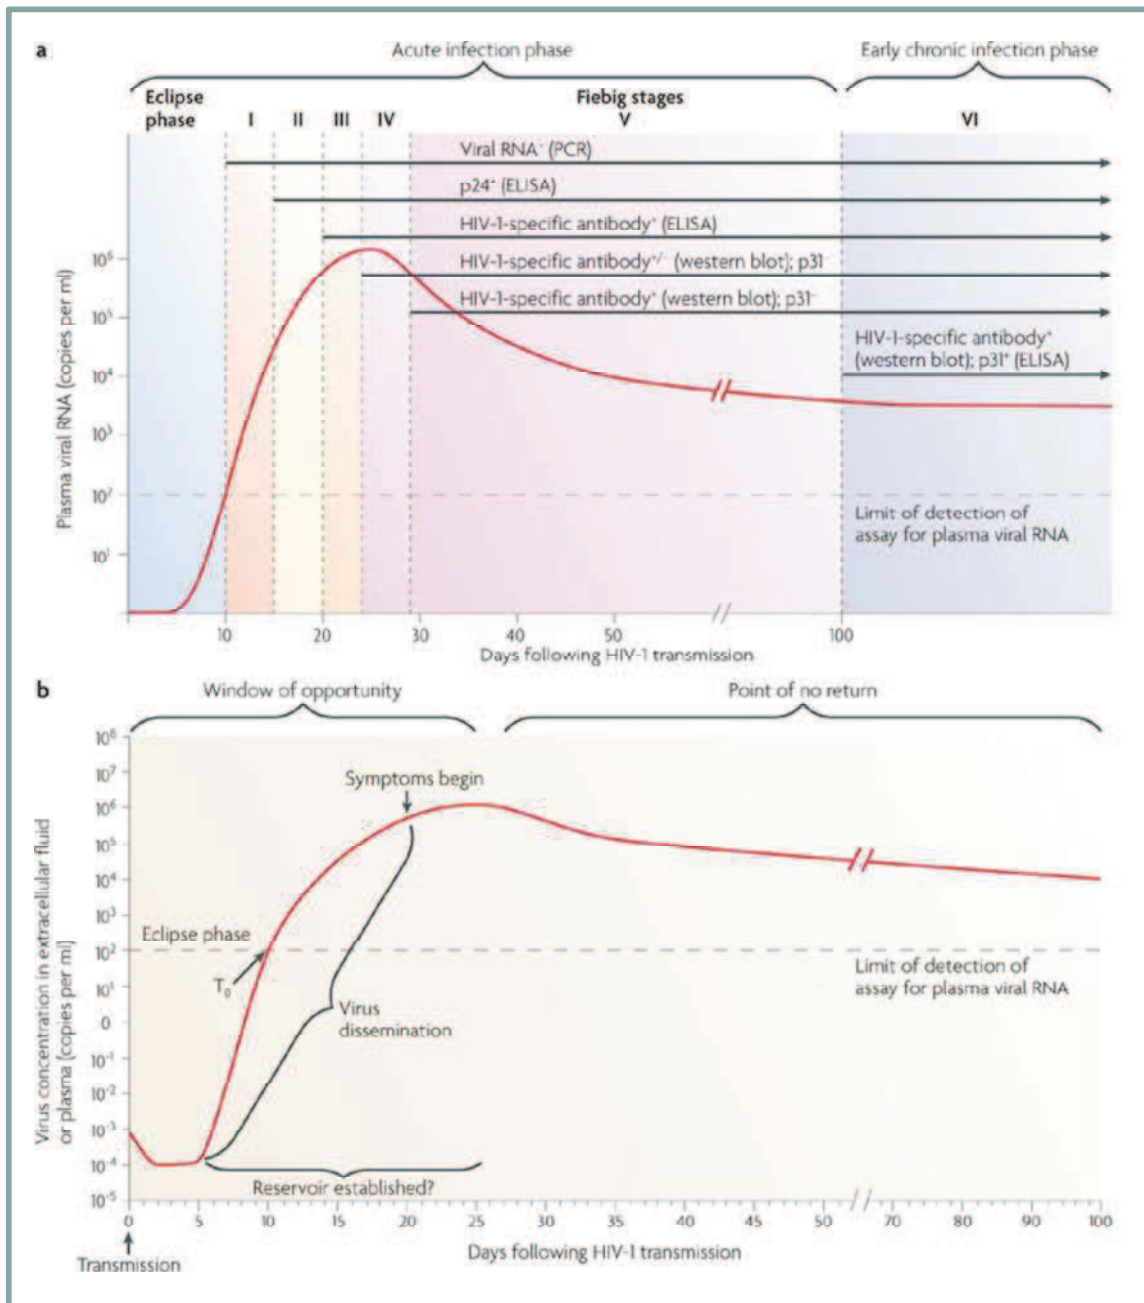 a
Acute infection phase
Early chronic infection phase
Eclipse
phase
Fiebig stages
I II III IV V VI
Viral RNA⁺ (PCR)
p24⁺ (ELISA)
HIV-1-specific antibody⁺ (ELISA)
HIV-1-specific antibody⁺/⁻ (western blot); p31⁻
HIV-1-specific antibody⁺ (western blot); p31⁻
HIV-1-specific antibody⁺
(western blot); p31⁺ (ELISA)
Plasma viral RNA (copies per ml)
10⁶
10⁵
10⁴
10³
10²
10¹
Limit of detection of
assay for plasma viral RNA
10 20 30 40 50 100
Days following HIV-1 transmission
b
Window of opportunity
Point of no return
Virus concentration in extracellular fluid
or plasma (copies per ml)
10⁸
10⁷
10⁶
10⁵
10⁴
10³
10²
10¹
0
10⁻¹
10⁻²
10⁻³
10⁻⁴
10⁻⁵
Symptoms begin
Eclipse phase
T₀
Limit of detection of
assay for plasma viral RNA
Virus
dissemination
Reservoir established?
0 5 10 15 20 25 30 35 40 45 50 70 80 90 100
Days following HIV-1 transmission
Transmission